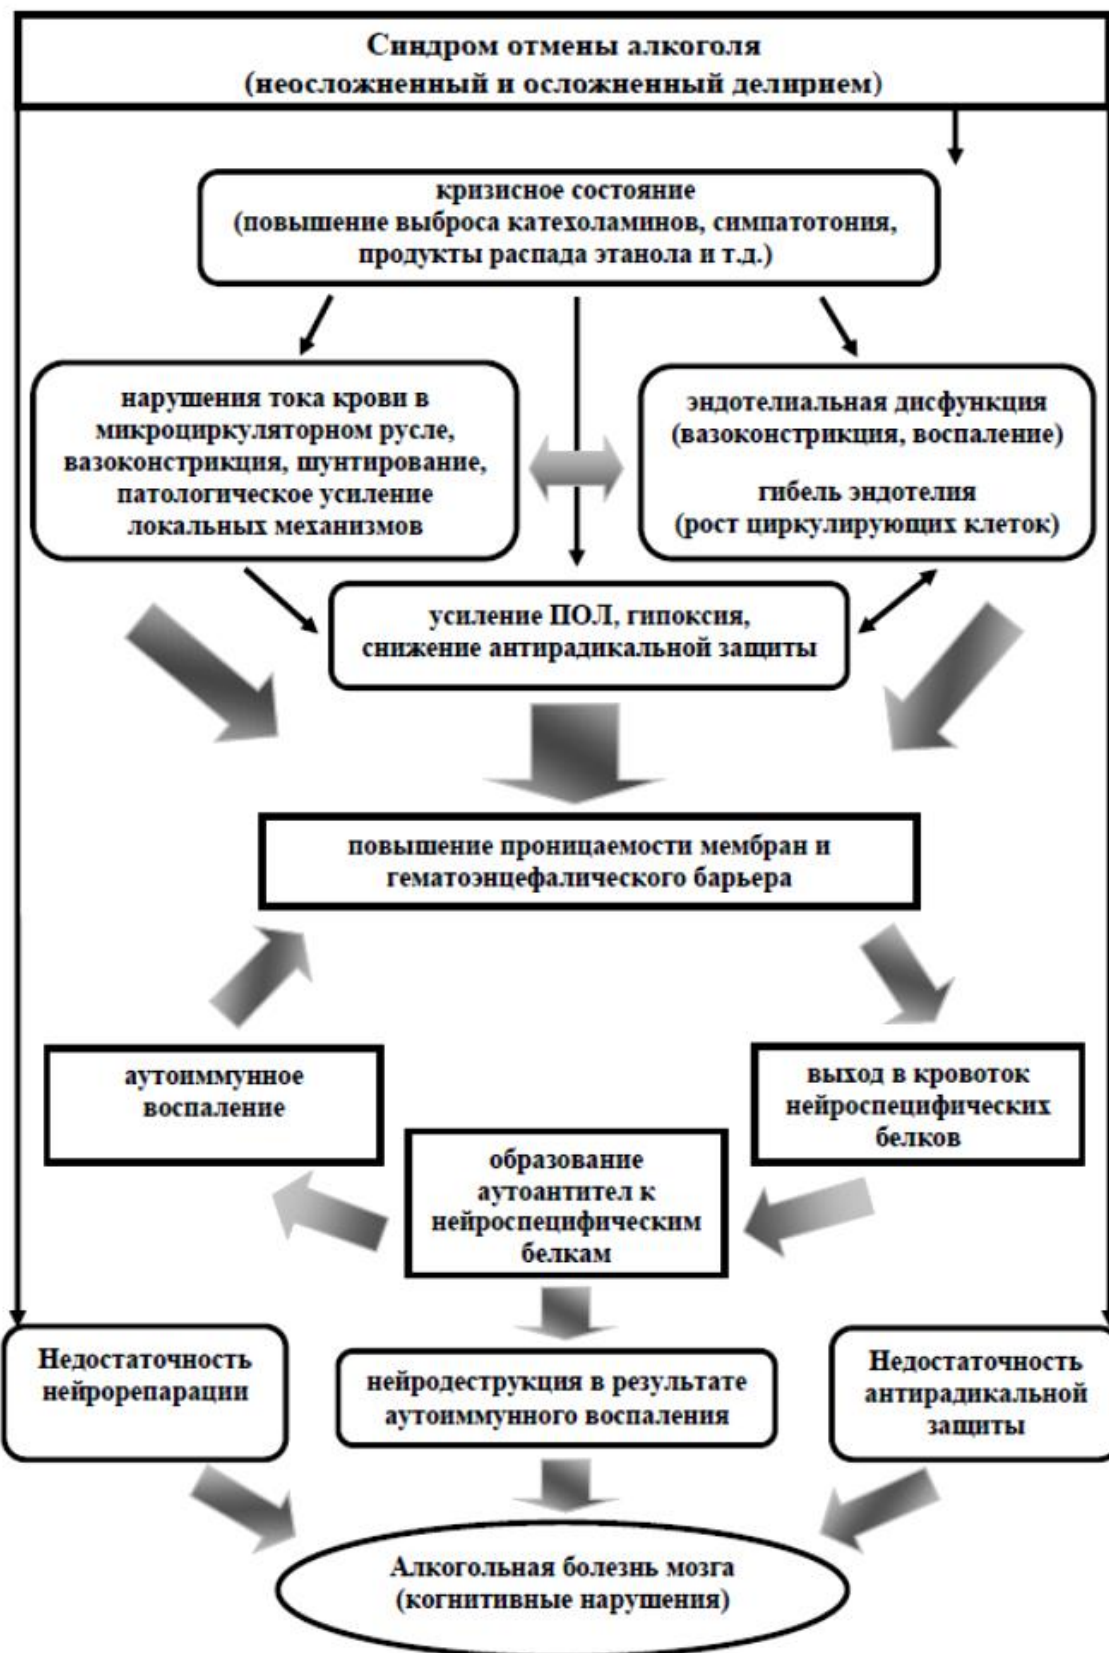 Синдром отмены алкоголя
(неосложненный и осложненный делирием)
кризисное состояние
(повышение выброса катехоламинов, симпатотония,
продукты распада этанола и т.д.)
нарушения тока крови в
микроциркуляторном русле,
вазоконстрикция, шунтирование,
патологическое усиление
локальных механизмов
эндотелиальная дисфункция
(вазоконстрикция, воспаление)
гибель эндотелия
(рост циркулирующих клеток)
усиление ПОЛ, гипоксия,
снижение антирадикальной защиты
повышение проницаемости мембран и
гематоэнцефалического барьера
аутоиммунное
воспаление
выход в кровоток
нейроспецифических
белков
образование
аутоантител к
нейроспецифическим
белкам
Недостаточность
нейрорепарации
нейродеструкция в результате
аутоиммунного воспаления
Недостаточность
антирадикальной
защиты
Алкогольная болезнь мозга
(когнитивные нарушения)